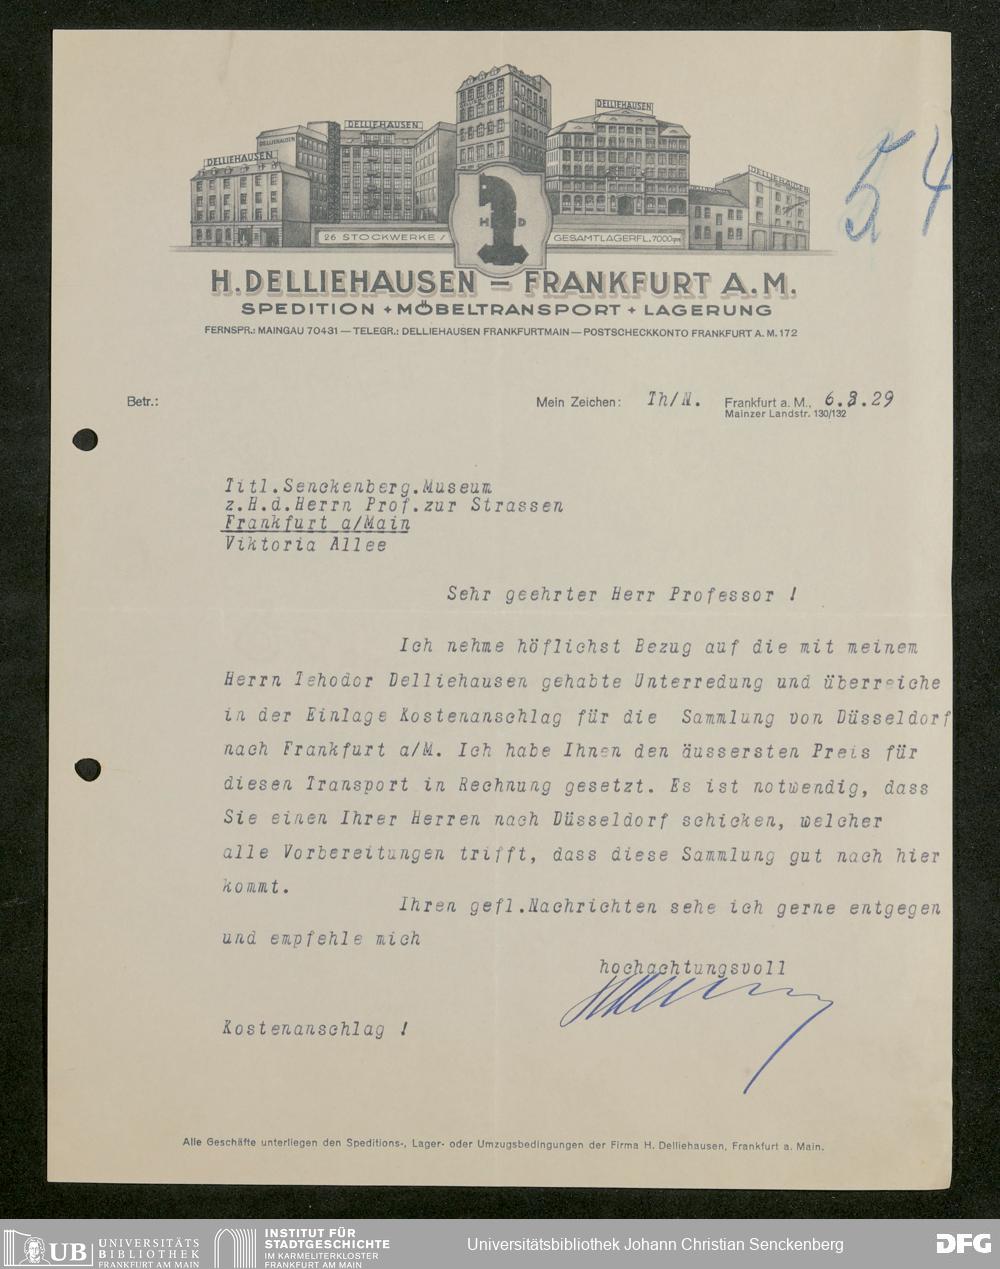 DELLIEHAUSEN
DELLIEHAUSEN
DELLIEHAUSEN
DELLIEHAUSEN
DELLIEHAUSEN
54
H D
26 STOCKWERKE / GESAMTLAGERFL. 7000qm
H. DELLIEHAUSEN – FRANKFURT A. M.
SPEDITION + MÖBELTRANSPORT + LAGERUNG
FERNSPR.: MAINGAU 70431 — TELEGR.: DELLIEHAUSEN FRANKFURTMAIN — POSTSCHECKKONTO FRANKFURT A. M. 172
Betr.: Mein Zeichen: Th/N. Frankfurt a. M., 6.3.29
Mainzer Landstr. 130/132
Titl.Senckenberg.Museum
z.H.d.Herrn Prof.zur Strassen
Frankfurt a/Main
Viktoria Allee
Sehr geehrter Herr Professor !
Ich nehme höflichst Bezug auf die mit meinem
Herrn Tehodor Delliehausen gehabte Unterredung und überreiche
in der Einlage Kostenanschlag für die Sammlung von Düsseldorf
nach Frankfurt a/M. Ich habe Ihnen den äussersten Preis für
diesen Transport in Rechnung gesetzt. Es ist notwendig, dass
Sie einen Ihrer Herren nach Düsseldorf schicken, welcher
alle Vorbereitungen trifft, dass diese Sammlung gut nach hier
kommt.
Ihren gefl.Nachrichten sehe ich gerne entgegen
und empfehle mich
hochachtungsvoll
Kostenanschlag !
Alle Geschäfte unterliegen den Speditions-, Lager- oder Umzugsbedingungen der Firma H. Delliehausen, Frankfurt a. Main.
UB UNIVERSITÄTS
BIBLIOTHEK
FRANKFURT AM MAIN
INSTITUT FÜR
STADTGESCHICHTE
IM KARMELITERKLOSTER
FRANKFURT AM MAIN
Universitätsbibliothek Johann Christian Senckenberg
DFG